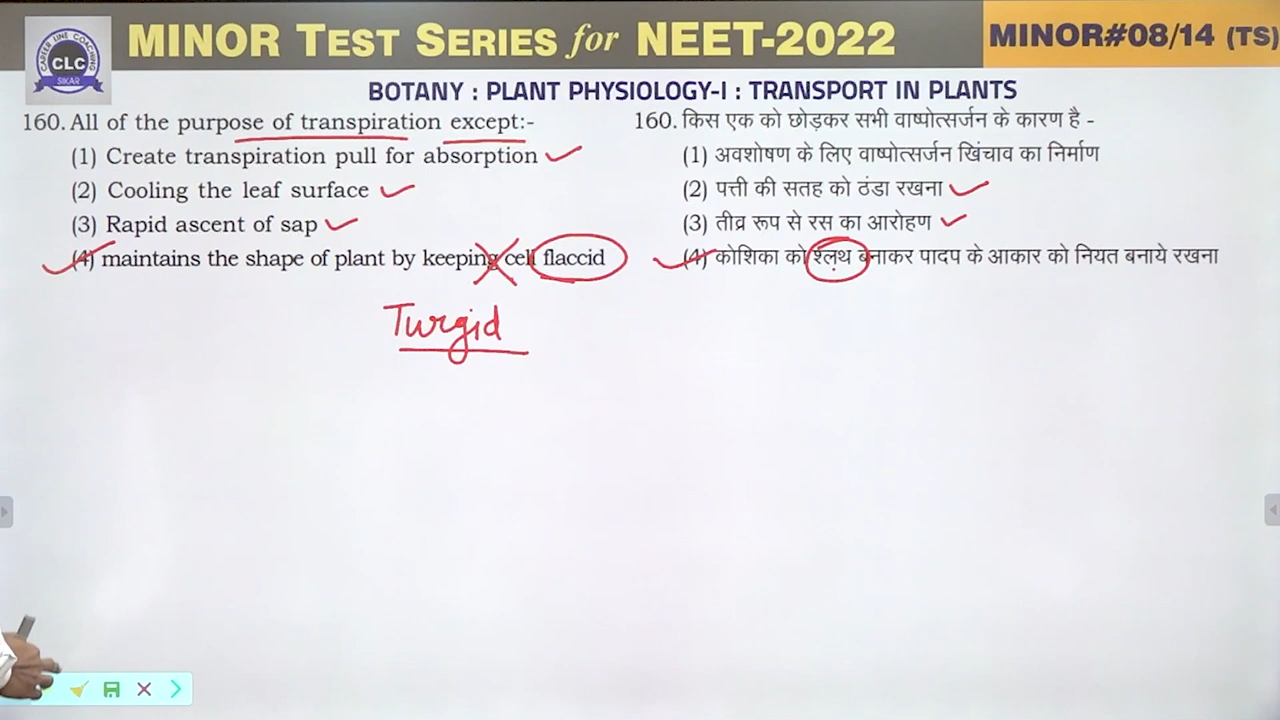 CAREER LINE COACHING
CLC
SIKAR
MINOR TEST SERIES for NEET-2022
MINOR#08/14 (TS)
BOTANY : PLANT PHYSIOLOGY-I : TRANSPORT IN PLANTS
160. All of the purpose of transpiration except:-
(1) Create transpiration pull for absorption
(2) Cooling the leaf surface
(3) Rapid ascent of sap
(4) maintains the shape of plant by keeping cell flaccid
Turgid
160. किस एक को छोड़कर सभी वाष्पोत्सर्जन के कारण है -
(1) अवशोषण के लिए वाष्पोत्सर्जन खिंचाव का निर्माण
(2) पत्ती की सतह को ठंडा रखना
(3) तीव्र रूप से रस का आरोहण
(4) कोशिका को श्लथ बनाकर पादप के आकार को नियत बनाये रखना